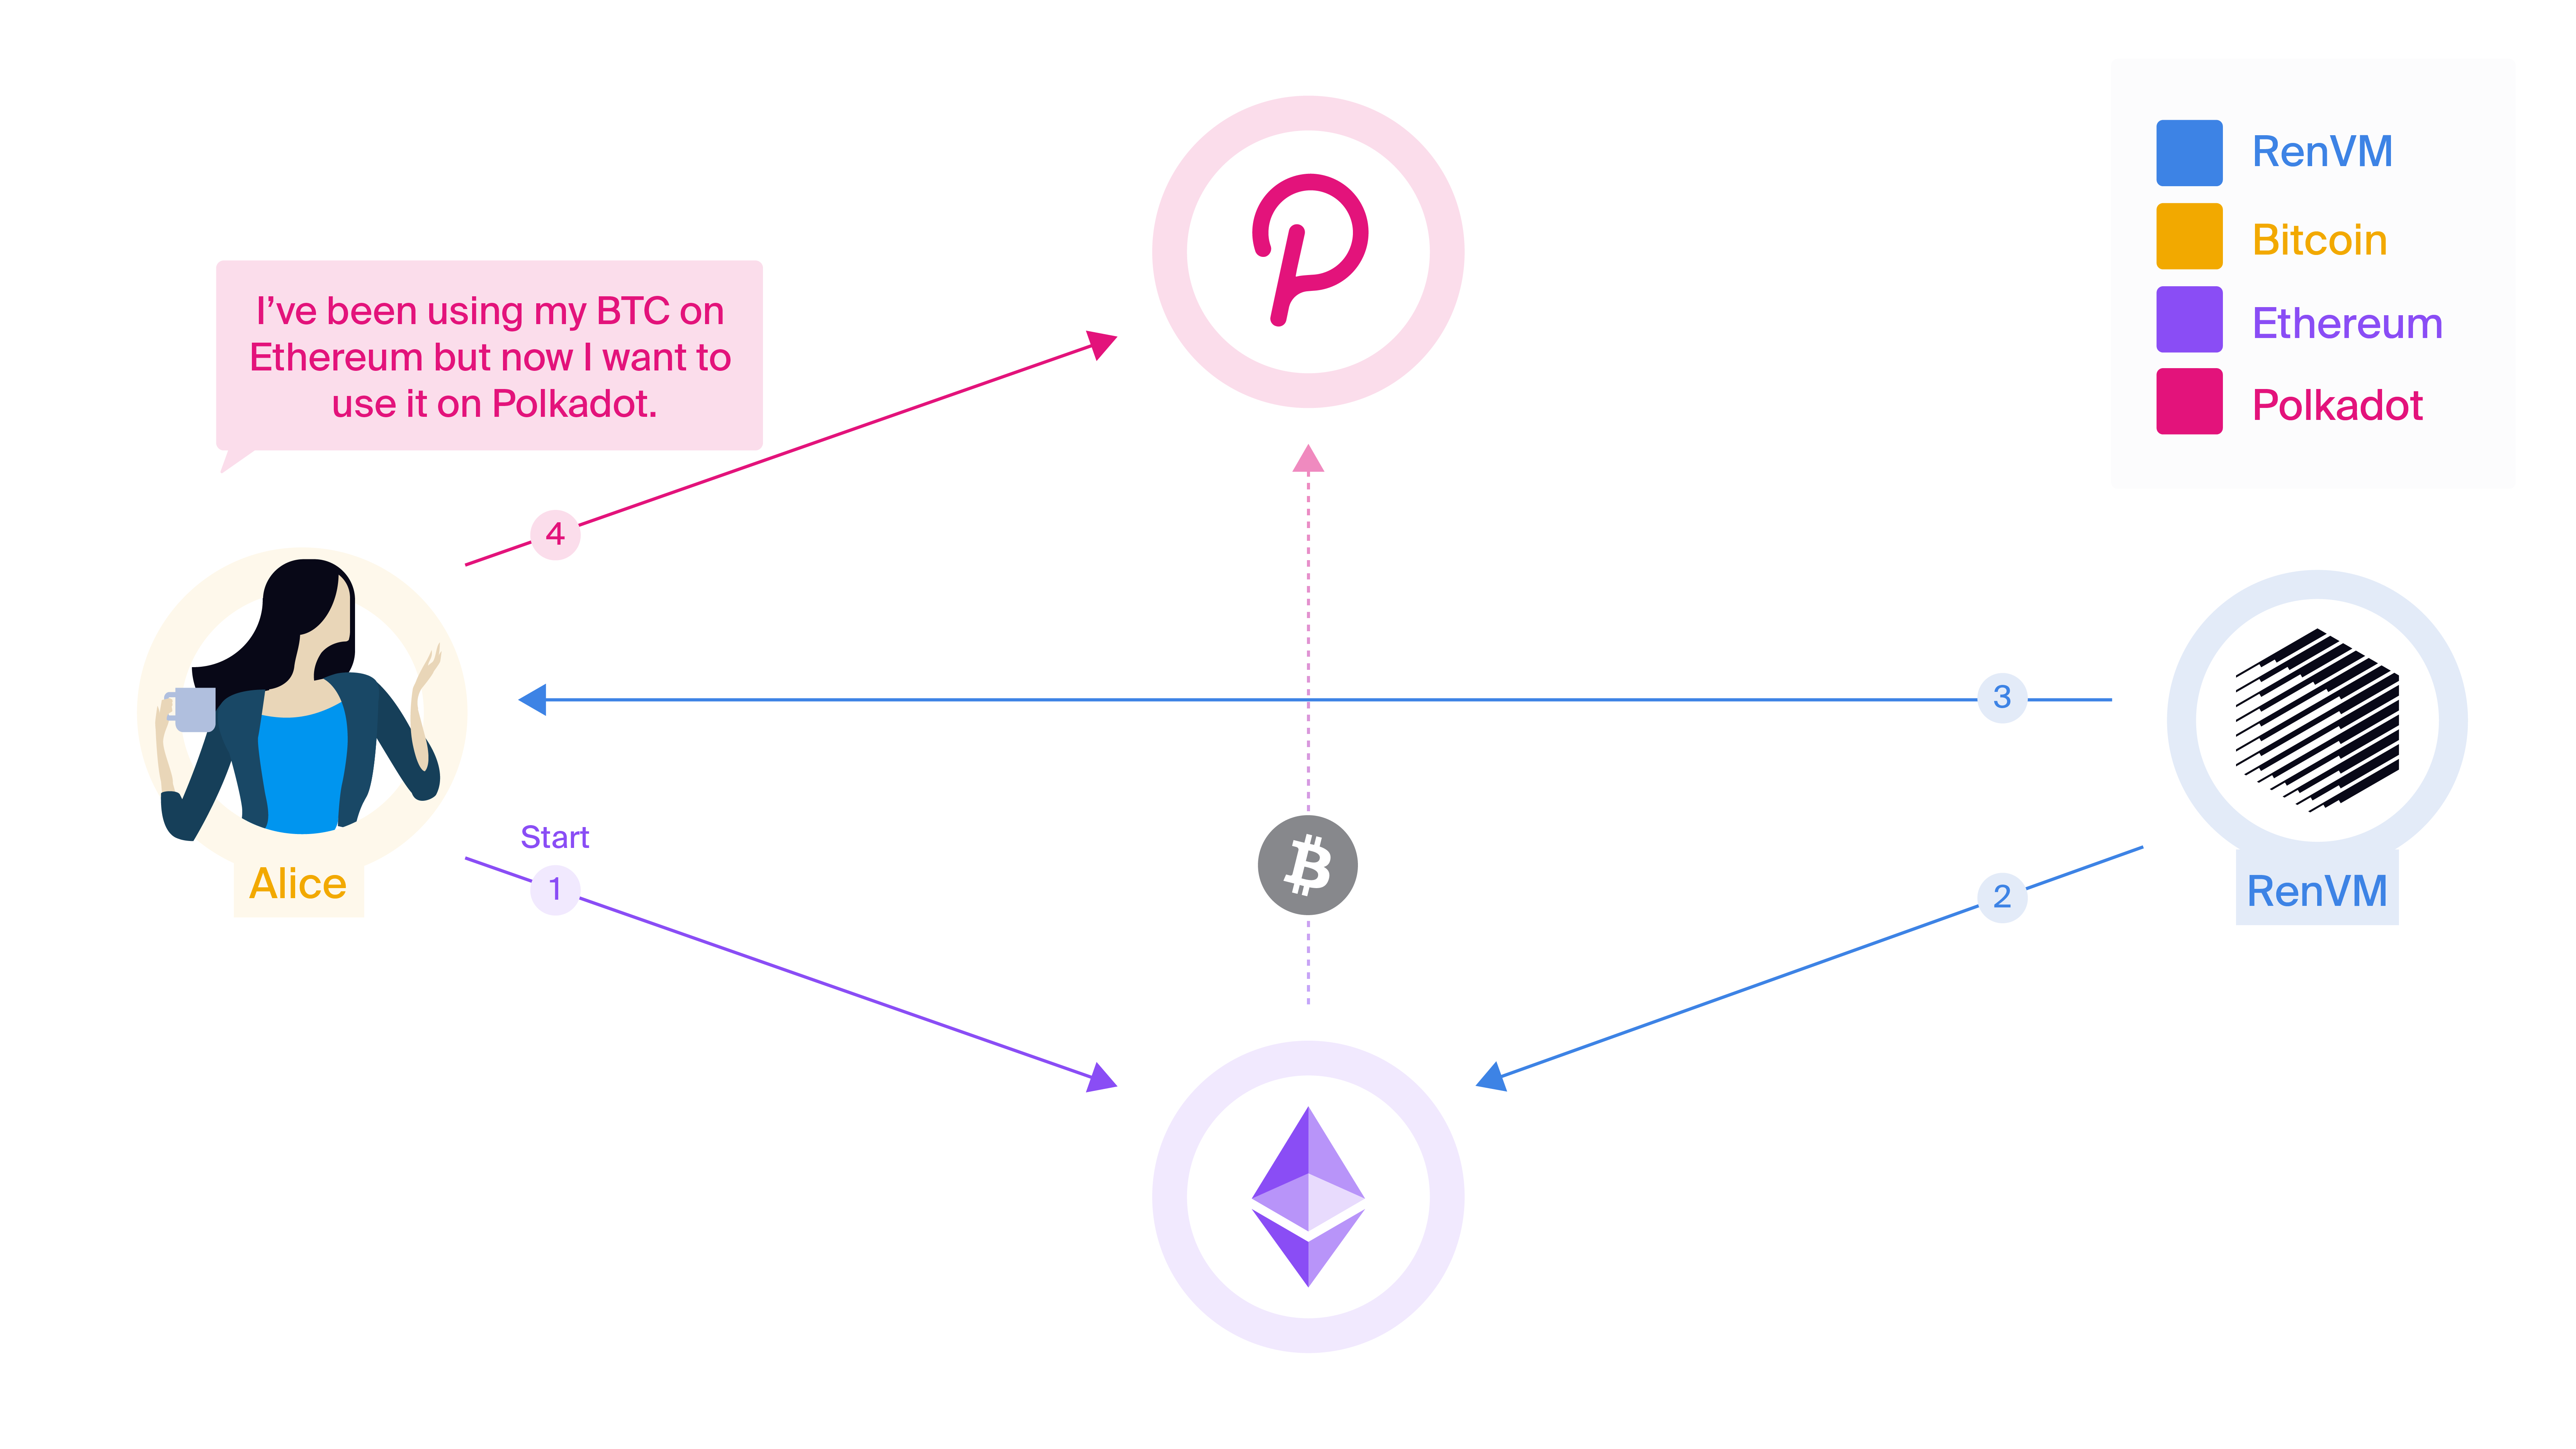 RenVM
Bitcoin
Ethereum
Polkadot
I’ve been using my BTC on
Ethereum but now I want to
use it on Polkadot.
4
3
Start
1
2
Alice
RenVM